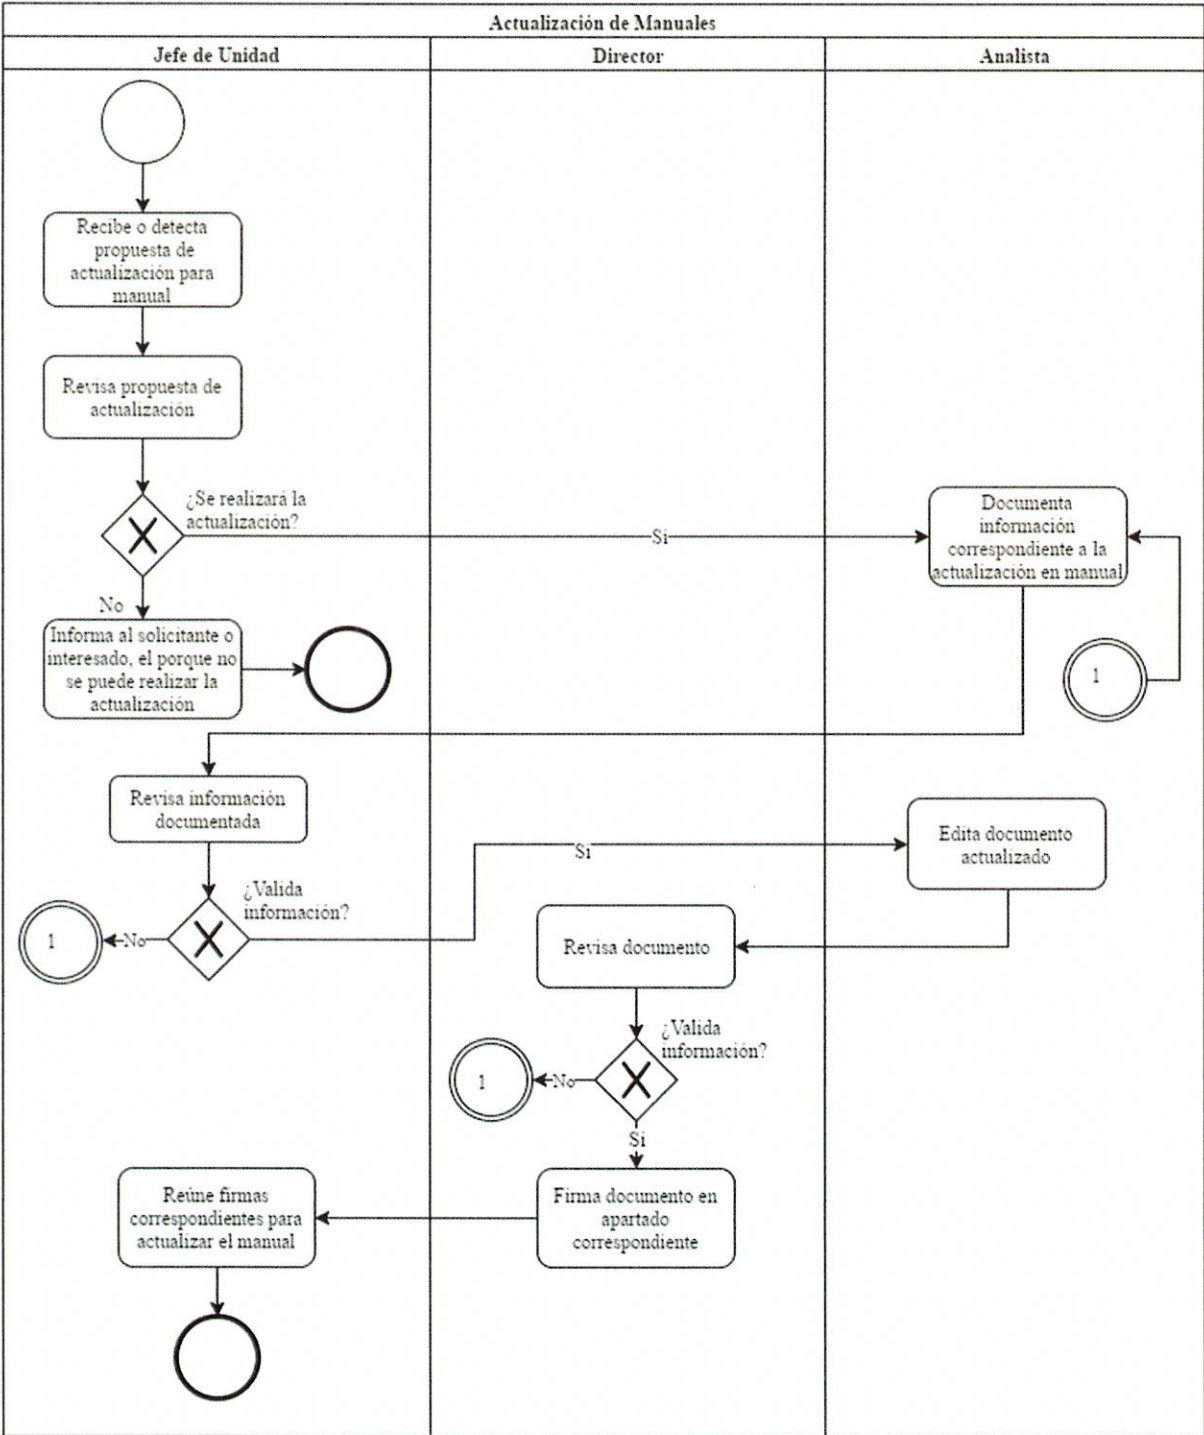 Actualización de Manuales
Jefe de Unidad
Director
Analista
Recibe o detecta
propuesta de
actualización para
manual
Revisa propuesta de
actualización
¿Se realizará la
actualización?
Si
Documenta
información
correspondiente a la
actualización en manual
No
Informa al solicitante o
interesado, el porque no
se puede realizar la
actualización
1
Revisa información
documentada
Si
Edita documento
actualizado
¿Valida
información?
1
No
Revisa documento
¿Valida
información?
1
No
Si
Reúne firmas
correspondientes para
actualizar el manual
Firma documento en
apartado
correspondiente